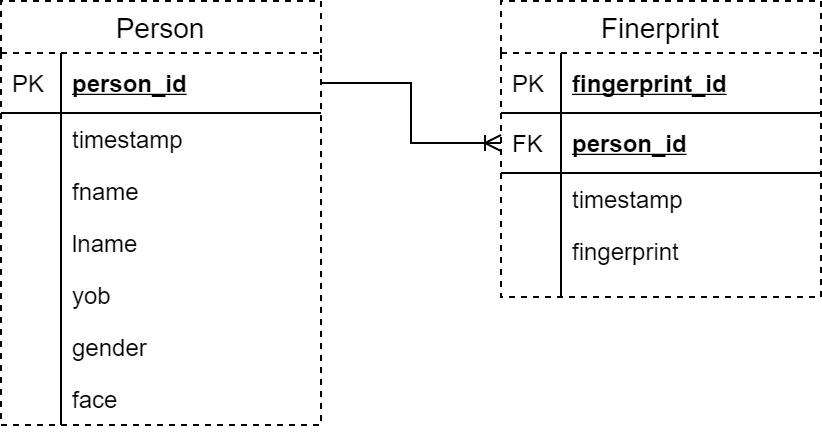 Person
PK person_id
timestamp
fname
lname
yob
gender
face
Finerprint
PK fingerprint_id
FK person_id
timestamp
fingerprint